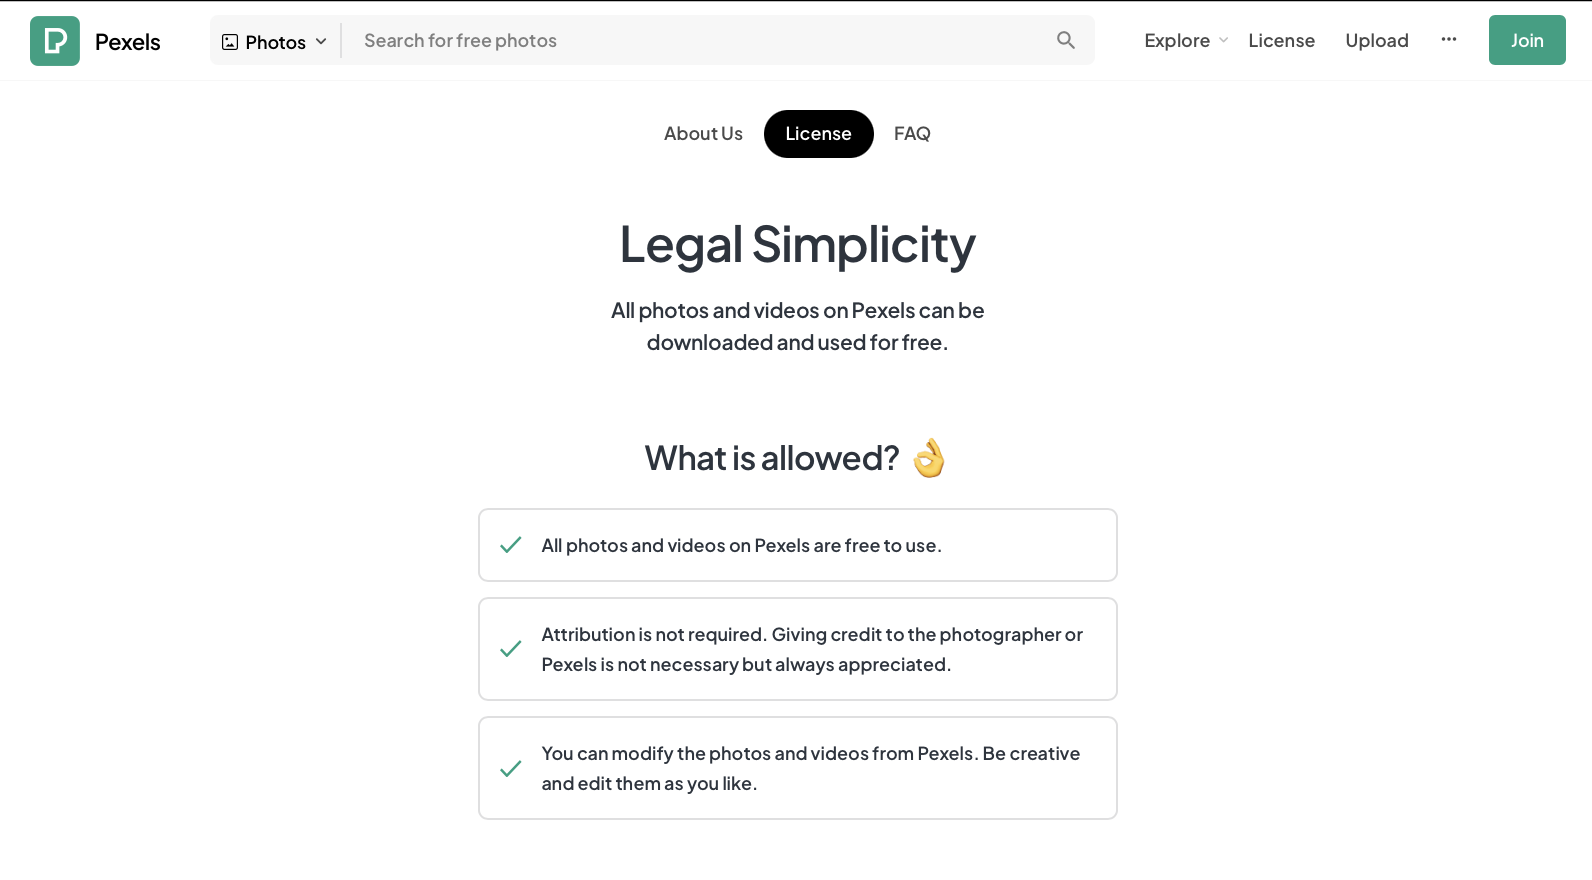 Pexels
Photos
Search for free photos
Explore
License
Upload
Join
About Us
License
FAQ
Legal Simplicity
All photos and videos on Pexels can be
downloaded and used for free.
What is allowed? 👌
All photos and videos on Pexels are free to use.
Attribution is not required. Giving credit to the photographer or
Pexels is not necessary but always appreciated.
You can modify the photos and videos from Pexels. Be creative
and edit them as you like.